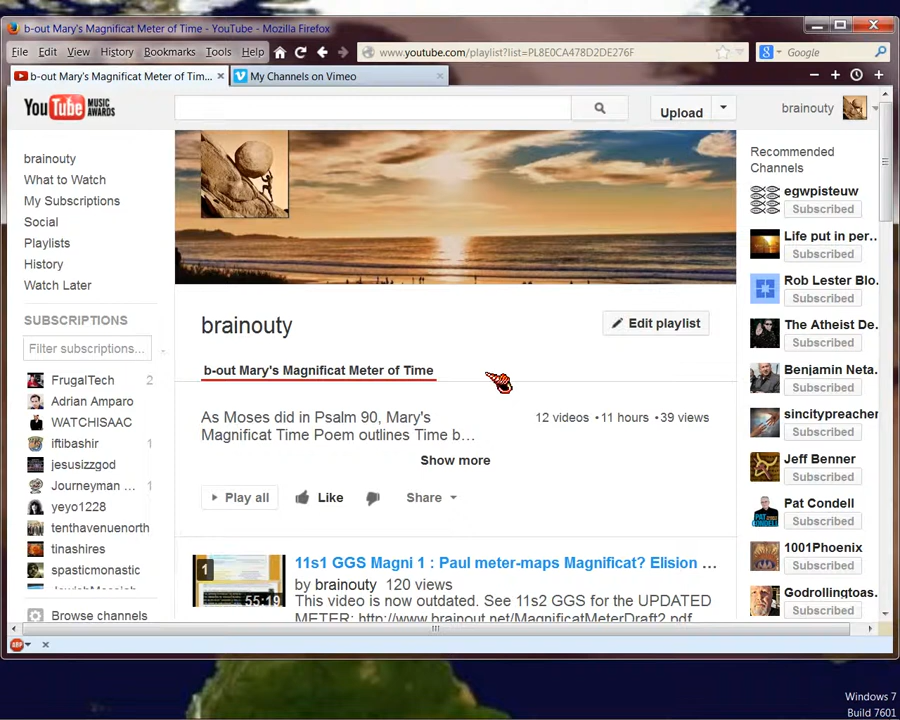 b-out Mary's Magnificat Meter of Time - YouTube - Mozilla Firefox
File Edit View History Bookmarks Tools Help
www.youtube.com/playlist?list=PL8E0CA478D2DE276F
Google
b-out Mary's Magnificat Meter of Tim...
My Channels on Vimeo
YouTube MUSIC AWARDS
Upload
brainouty
brainouty
What to Watch
My Subscriptions
Social
Playlists
History
Watch Later
SUBSCRIPTIONS
Filter subscriptions...
FrugalTech 2
Adrian Amparo
WATCHISAAC
iftibashir 1
jesusizzgod
Journeyman ... 1
yeyo1228
tenthavenuenorth
tinashires
spasticmonastic
Browse channels
brainouty
Edit playlist
b-out Mary's Magnificat Meter of Time
As Moses did in Psalm 90, Mary's
Magnificat Time Poem outlines Time b...
12 videos • 11 hours • 39 views
Show more
Play all
Like
Share
1
55:19
11s1 GGS Magni 1 : Paul meter-maps Magnificat? Elision ...
by brainouty 120 views
This video is now outdated. See 11s2 GGS for the UPDATED
METER: http://www.brainout.net/MagnificatMeterDraft2.pdf
Recommended
Channels
egwpisteuw
Subscribed
Life put in per...
Subscribed
Rob Lester Blo...
Subscribed
The Atheist De...
Subscribed
Benjamin Neta...
Subscribed
sincitypreacher
Subscribed
Jeff Benner
Subscribed
Pat Condell
Subscribed
1001Phoenix
Subscribed
Godrollingtoas...
Subscribed
ABP
Windows 7
Build 7601